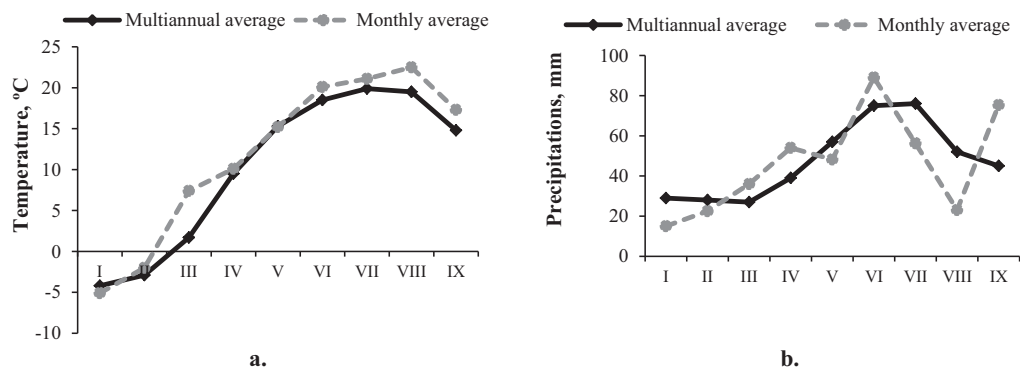 Multiannual average Monthly average
Temperature, ºC
25
20
15
10
5
0
-5
-10
I II III IV V VI VII VIII IX
a.
Multiannual average Monthly average
Precipitations, mm
100
80
60
40
20
0
I II III IV V VI VII VIII IX
b.